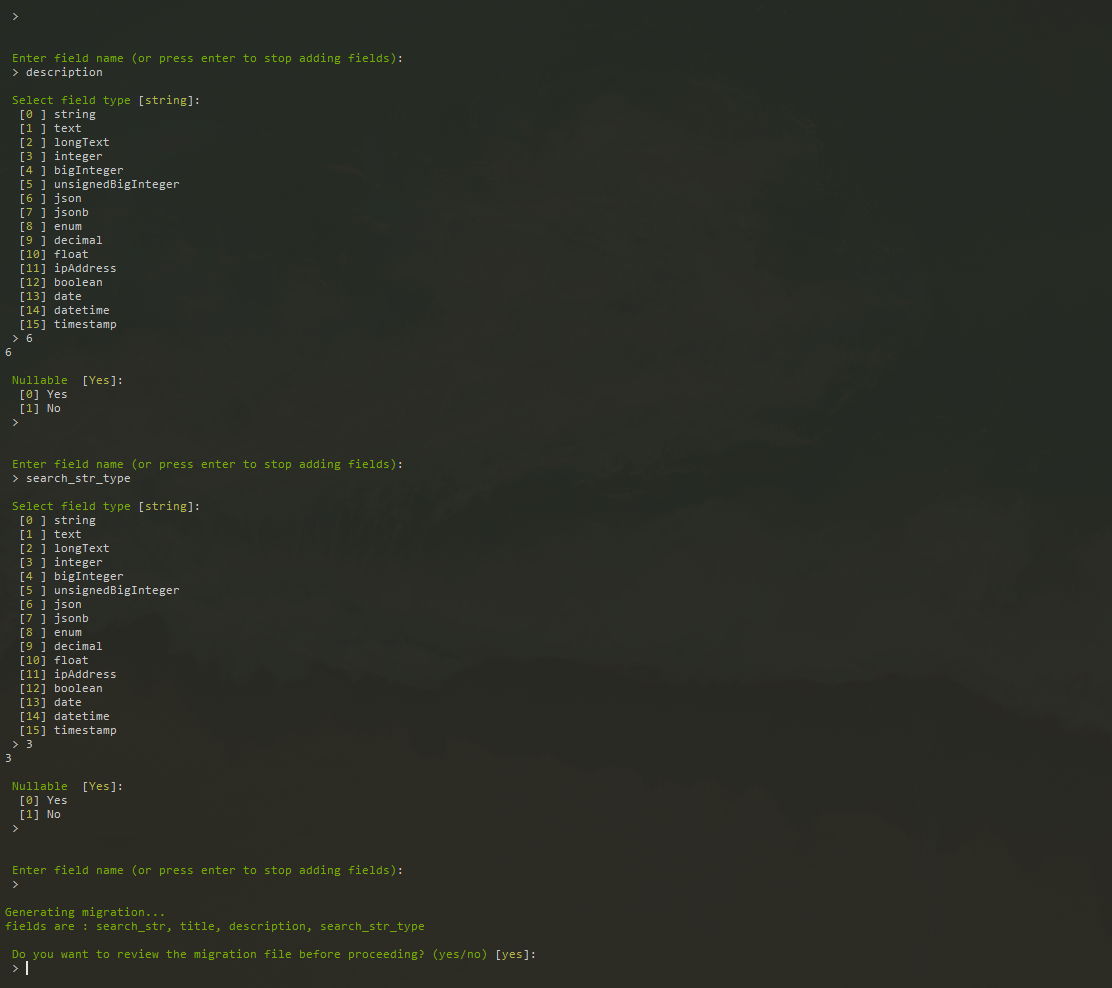 >
Enter field name (or press enter to stop adding fields):
> description
Select field type [string]:
[0 ] string
[1 ] text
[2 ] longText
[3 ] integer
[4 ] bigInteger
[5 ] unsignedBigInteger
[6 ] json
[7 ] jsonb
[8 ] enum
[9 ] decimal
[10] float
[11] ipAddress
[12] boolean
[13] date
[14] datetime
[15] timestamp
> 6
6
Nullable  [Yes]:
[0] Yes
[1] No
>
Enter field name (or press enter to stop adding fields):
> search_str_type
Select field type [string]:
[0 ] string
[1 ] text
[2 ] longText
[3 ] integer
[4 ] bigInteger
[5 ] unsignedBigInteger
[6 ] json
[7 ] jsonb
[8 ] enum
[9 ] decimal
[10] float
[11] ipAddress
[12] boolean
[13] date
[14] datetime
[15] timestamp
> 3
3
Nullable  [Yes]:
[0] Yes
[1] No
>
Enter field name (or press enter to stop adding fields):
>
Generating migration...
fields are : search_str, title, description, search_str_type
Do you want to review the migration file before proceeding? (yes/no) [yes]:
>